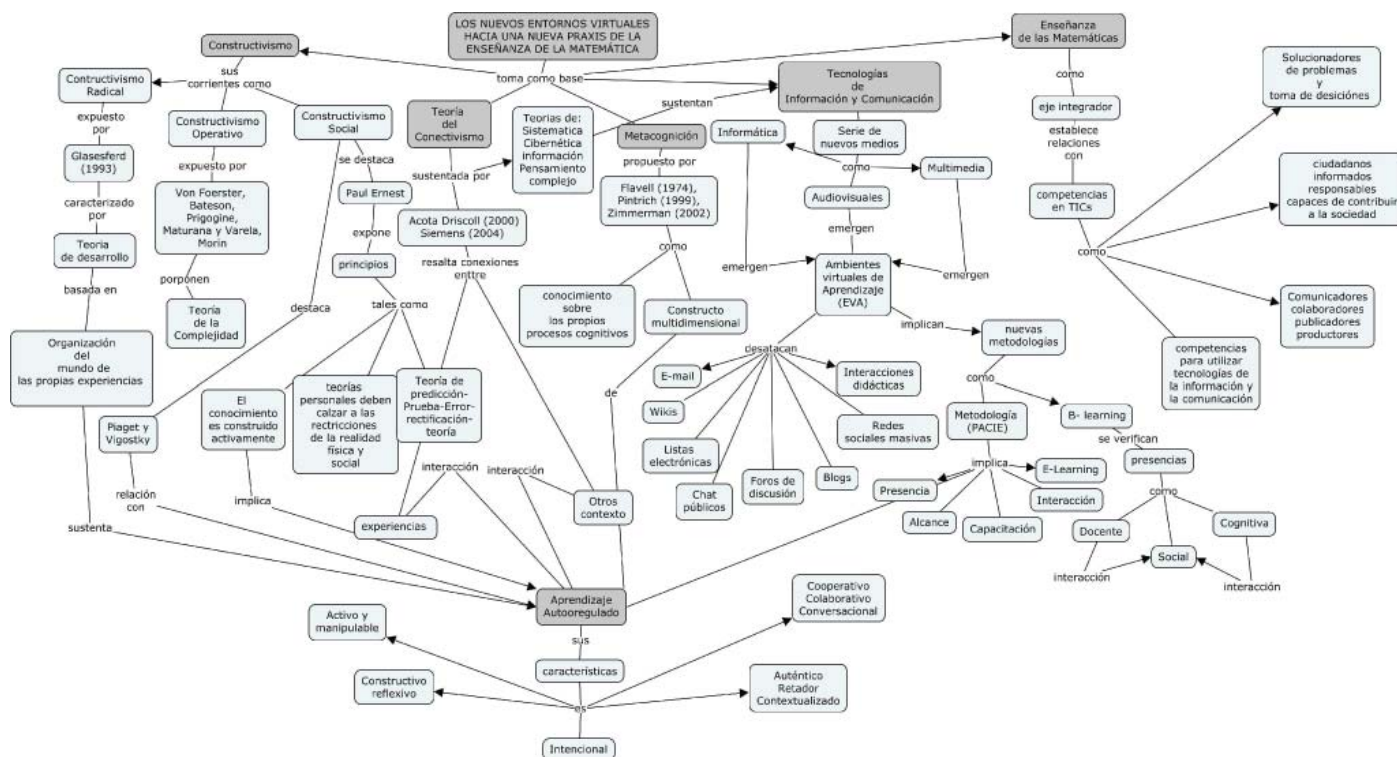 LOS NUEVOS ENTORNOS VIRTUALES
HACIA UNA NUEVA PRAXIS DE LA
ENSEÑANZA DE LA MATEMÁTICA
toma como base
Constructivismo
sus
corrientes como
Contructivismo
Radical
expuesto
por
Glasesferd
(1993)
caracterizado
por
Teoria
de desarrollo
basada en
Organización
del
mundo de
las propias experiencias
sustenta
Constructivismo
Operativo
expuesto por
Von Foerster,
Bateson,
Prigogine,
Maturana y Varela,
Morin
porponen
Teoría
de la
Complejidad
Constructivismo
Social
se destaca
Paul Ernest
expone
principios
tales como
destaca
Piaget y
Vigostky
relación
con
El
conocimiento
es construido
activamente
implica
teorías
personales deben
calzar a las
rectricciones
de la realidad
física y
social
Teoría de
predicción-
Prueba-Error-
rectificación-
teoría
Teoría
del
Conectivismo
sustentada por
Acota Driscoll (2000)
Siemens (2004)
resalta conexiones
enttre
experiencias
interacción
interacción
Otros
contexto
Teorias de:
Sistematica
Cibernética
información
Pensamiento
complejo
sustentan
Metacognición
propuesto por
Flavell (1974),
Pintrich (1999),
Zimmerman (2002)
como
conocimiento
sobre
los propios
procesos cognitivos
Constructo
multidimensional
de
Tecnologías
de
Información y Comunicación
Serie de
nuevos medios
como
Informática
Multimedia
Audiovisuales
emergen
emergen
emergen
Ambientes
virtuales de
Aprendizaje
(EVA)
desatacan
E-mail
Wikis
Listas
electrónicas
Chat
públicos
Foros de
discusión
Blogs
Redes
sociales masivas
Interacciones
didácticas
implican
nuevas
metodologías
como
Metodología
(PACIE)
implica
Presencia
Alcance
Capacitación
Interacción
E-Learning
B- learning
se verifican
presencias
como
Docente
Social
Cognitiva
interacción
interacción
Enseñanza
de las Matemáticas
como
eje integrador
establece
relaciones
con
competencias
en TICs
como
Solucionadores
de problemas
y
toma de desiciónes
ciudadanos
informados
responsables
capaces de contribuir
a la sociedad
Comunicadores
colaboradores
publicadores
productores
competencias
para utilizar
tecnologías de
la información y
la comunicación
Aprendizaje
Autooregulado
sus
características
es
Activo y
manipulable
Constructivo
reflexivo
Intencional
Auténtico
Retador
Contextualizado
Cooperativo
Colaborativo
Conversacional